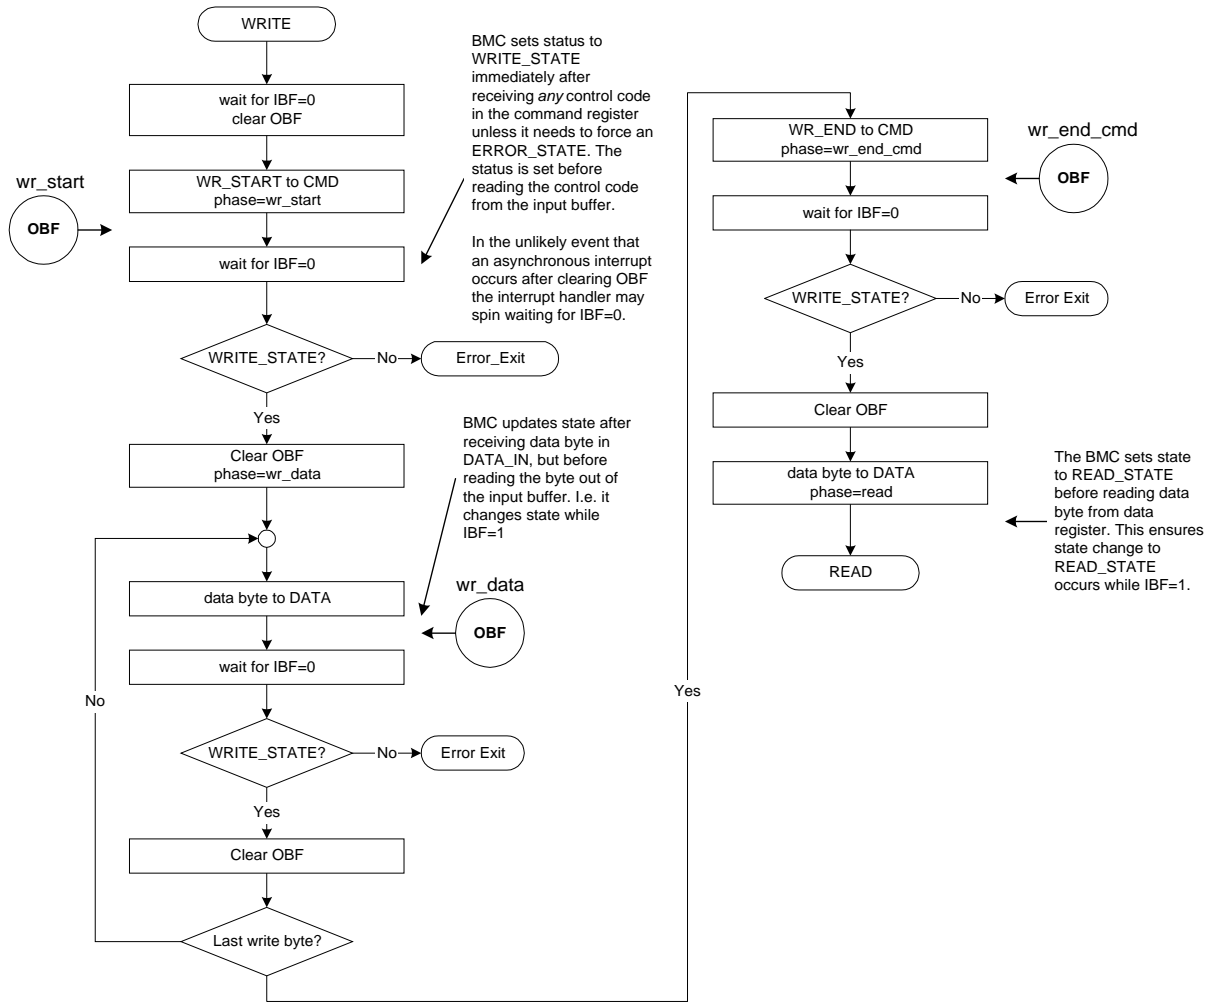 WRITE
wait for IBF=0
clear OBF
WR_START to CMD
phase=wr_start
wr_start
OBF
wait for IBF=0
BMC sets status to
WRITE_STATE
immediately after
receiving any control code
in the command register
unless it needs to force an
ERROR_STATE. The
status is set before
reading the control code
from the input buffer.
In the unlikely event that
an asynchronous interrupt
occurs after clearing OBF
the interrupt handler may
spin waiting for IBF=0.
WRITE_STATE?
No
Error_Exit
Yes
Clear OBF
phase=wr_data
BMC updates state after
receiving data byte in
DATA_IN, but before
reading the byte out of
the input buffer. I.e. it
changes state while
IBF=1
data byte to DATA
wr_data
OBF
wait for IBF=0
No
WRITE_STATE?
No
Error Exit
Yes
Clear OBF
Last write byte?
Yes
WR_END to CMD
phase=wr_end_cmd
wr_end_cmd
OBF
wait for IBF=0
WRITE_STATE?
No
Error Exit
Yes
Clear OBF
data byte to DATA
phase=read
The BMC sets state
to READ_STATE
before reading data
byte from data
register. This ensures
state change to
READ_STATE
occurs while IBF=1.
READ